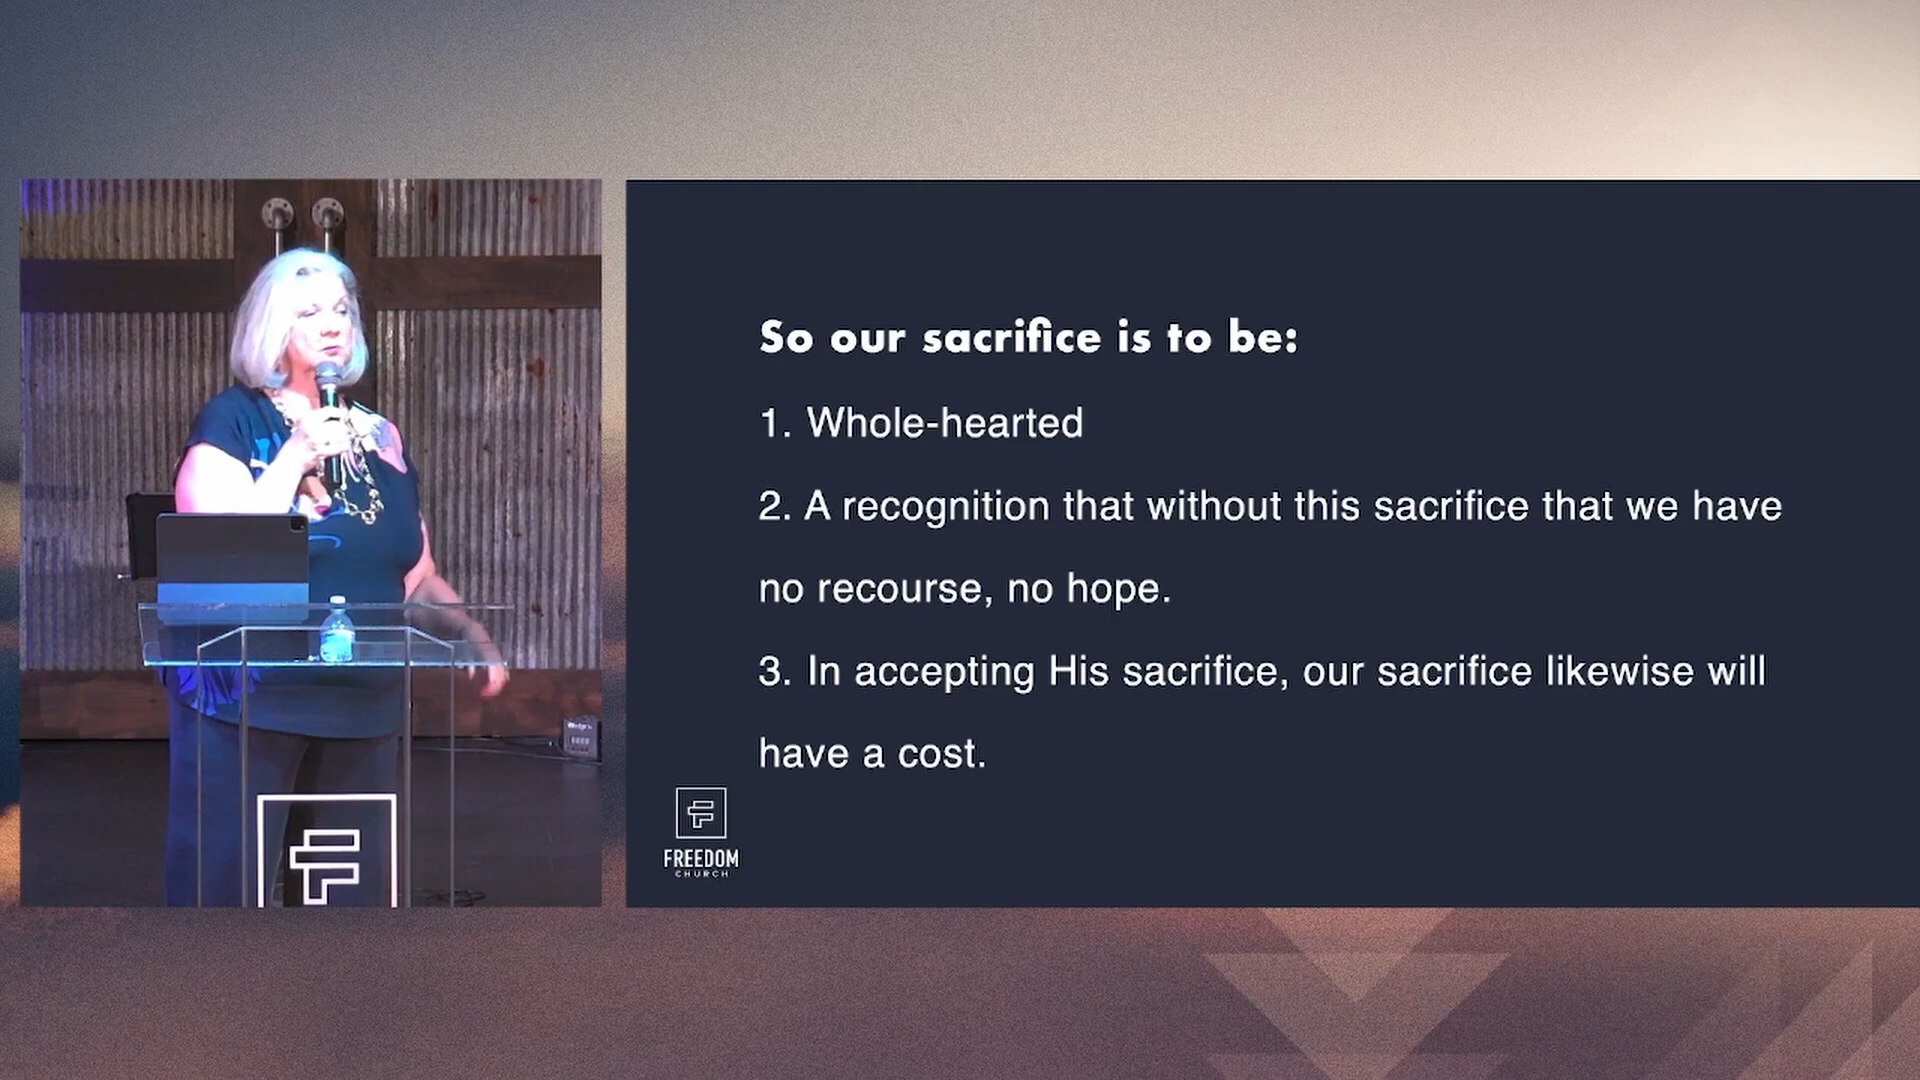 So our sacrifice is to be:
1. Whole-hearted
2. A recognition that without this sacrifice that we have
no recourse, no hope.
3. In accepting His sacrifice, our sacrifice likewise will
have a cost.
FREEDOM
CHURCH